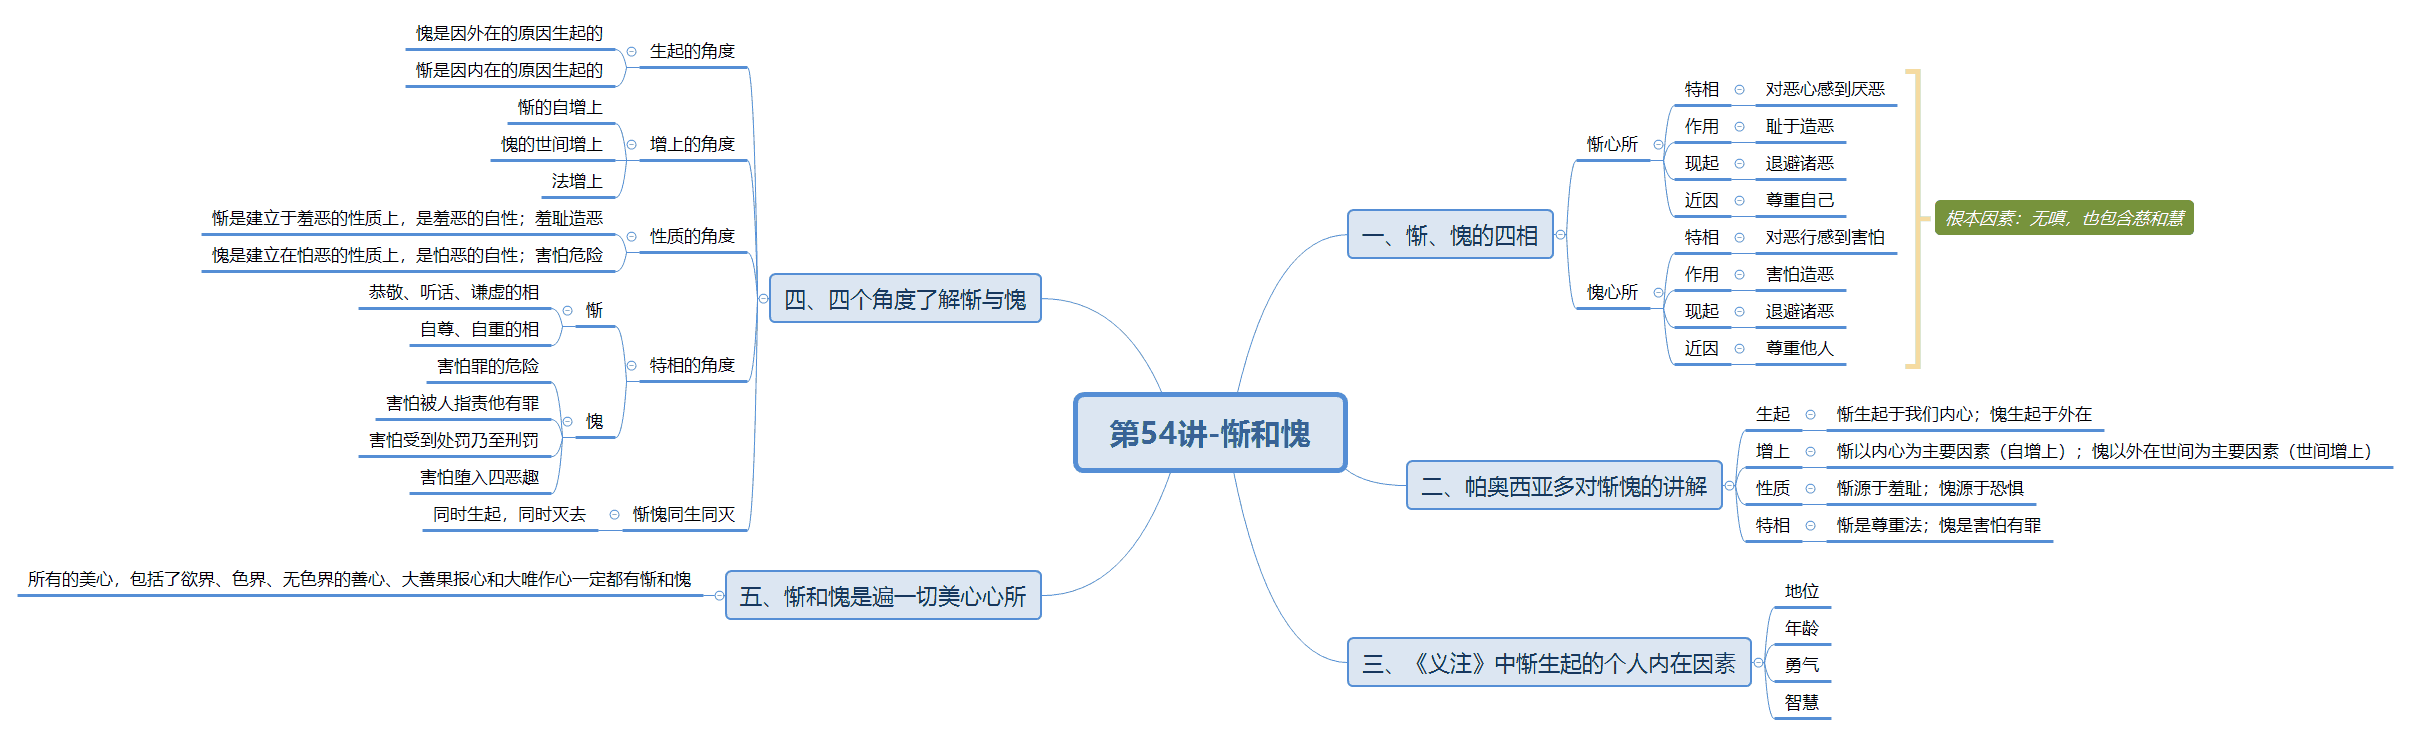 第54讲-惭和愧
一、惭、愧的四相
惭心所
特相
对恶心感到厌恶
作用
耻于造恶
现起
退避诸恶
近因
尊重自己
愧心所
特相
对恶行感到害怕
作用
害怕造恶
现起
退避诸恶
近因
尊重他人
根本因素：无嗔，也包含慈和慧
二、帕奥西亚多对惭愧的讲解
生起
惭生起于我们内心；愧生起于外在
增上
惭以内心为主要因素（自增上）；愧以外在世间为主要因素（世间增上）
性质
惭源于羞耻；愧源于恐惧
特相
惭是尊重法；愧是害怕有罪
三、《义注》中惭生起的个人内在因素
地位
年龄
勇气
智慧
四、四个角度了解惭与愧
生起的角度
愧是因外在的原因生起的
惭是因内在的原因生起的
增上的角度
惭的自增上
愧的世间增上
法增上
性质的角度
惭是建立于羞恶的性质上，是羞恶的自性；羞耻造恶
愧是建立在怕恶的性质上，是怕恶的自性；害怕危险
特相的角度
惭
恭敬、听话、谦虚的相
自尊、自重的相
愧
害怕罪的危险
害怕被人指责他有罪
害怕受到处罚乃至刑罚
害怕堕入四恶趣
惭愧同生同灭
同时生起，同时灭去
五、惭和愧是遍一切美心心所
所有的美心，包括了欲界、色界、无色界的善心、大善果报心和大唯作心一定都有惭和愧